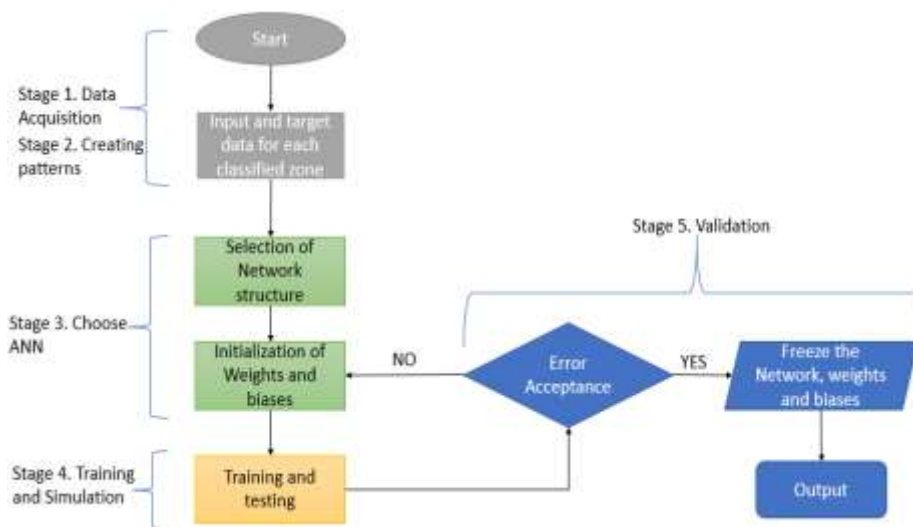 Start
Stage 1. Data
Acquisition
Stage 2. Creating
patterns
Input and target
data for each
classified zone
Stage 5. Validation
Selection of
Network
structure
Stage 3. Choose
ANN
Initialization of
Weights and
biases
NO
Error
Acceptance
YES
Freeze the
Network, weights
and biases
Stage 4. Training
and Simulation
Training and
testing
Output